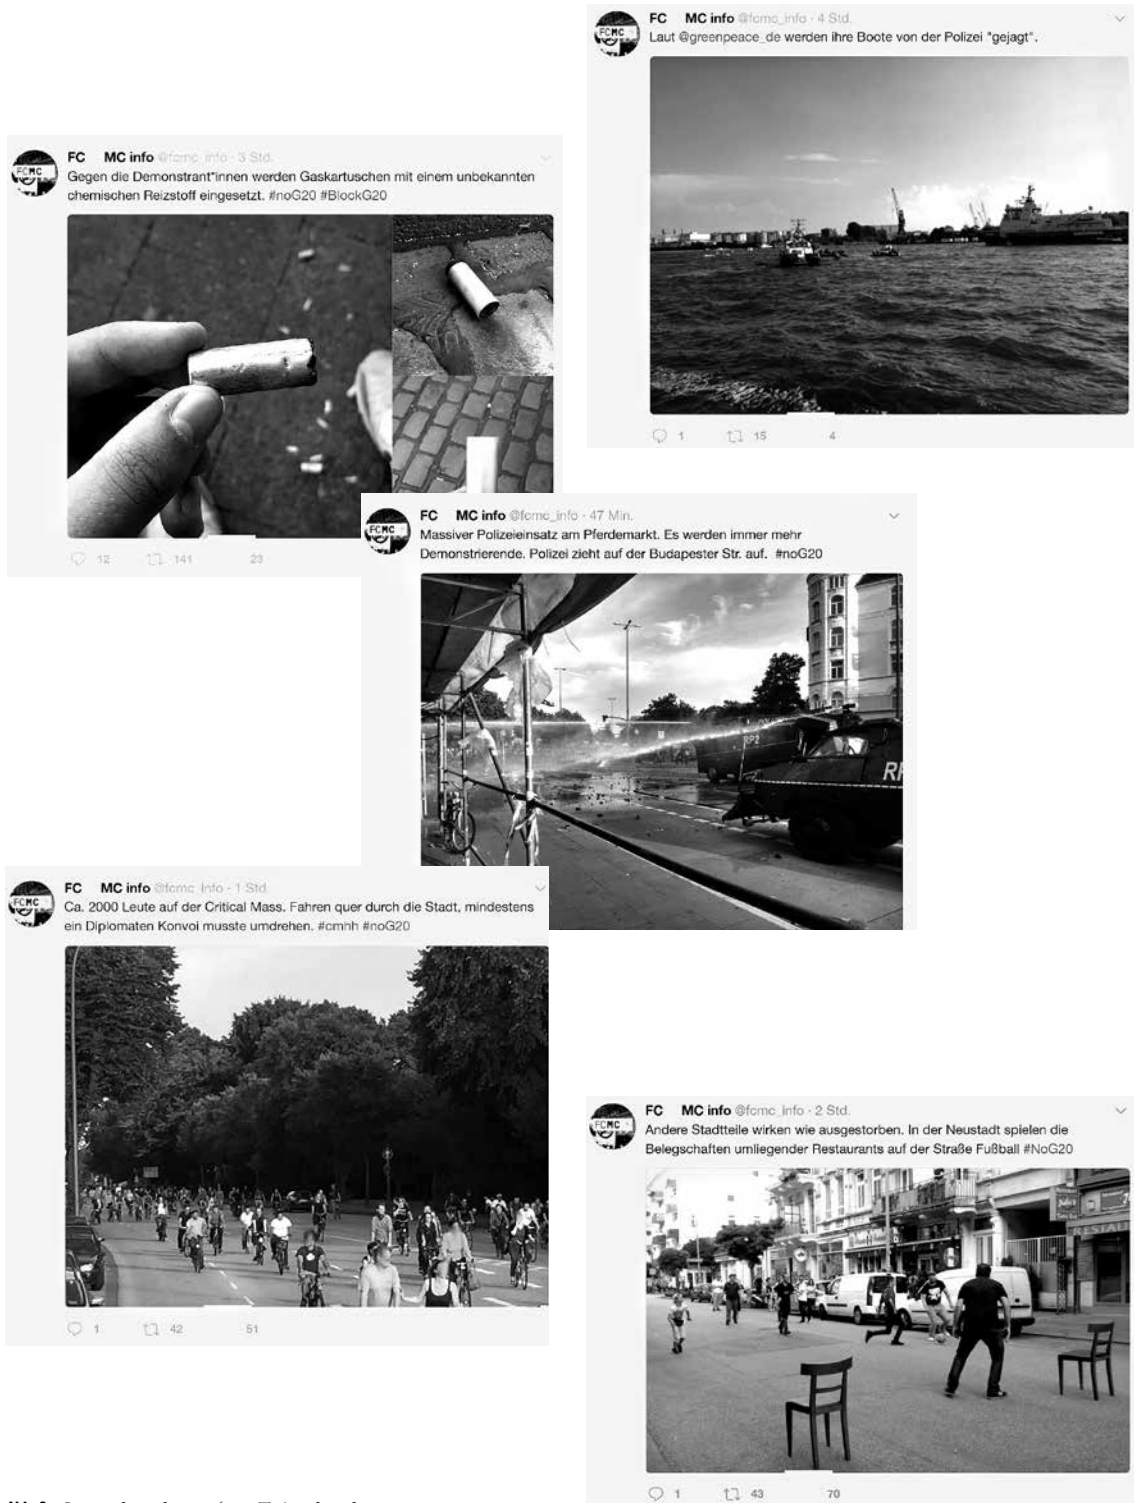 FC MC info @fcmc_info · 4 Std.
Laut @greenpeace_de werden ihre Boote von der Polizei "gejagt".
1 15 4
FC MC info @fcmc_info · 3 Std.
Gegen die Demonstrant*innen werden Gaskartuschen mit einem unbekannten
chemischen Reizstoff eingesetzt. #noG20 #BlockG20
12 141 23
FC MC info @fcmc_info · 47 Min.
Massiver Polizeieinsatz am Pferdemarkt. Es werden immer mehr
Demonstrierende. Polizei zieht auf der Budapester Str. auf. #noG20
RP2
FC MC info @fcmc_info · 1 Std.
Ca. 2000 Leute auf der Critical Mass. Fahren quer durch die Stadt, mindestens
ein Diplomaten Konvoi musste umdrehen. #cmhh #noG20
1 42 51
FC MC info @fcmc_info · 2 Std.
Andere Stadtteile wirken wie ausgestorben. In der Neustadt spielen die
Belegschaften umliegender Restaurants auf der Straße Fußball #NoG20
1 43 70